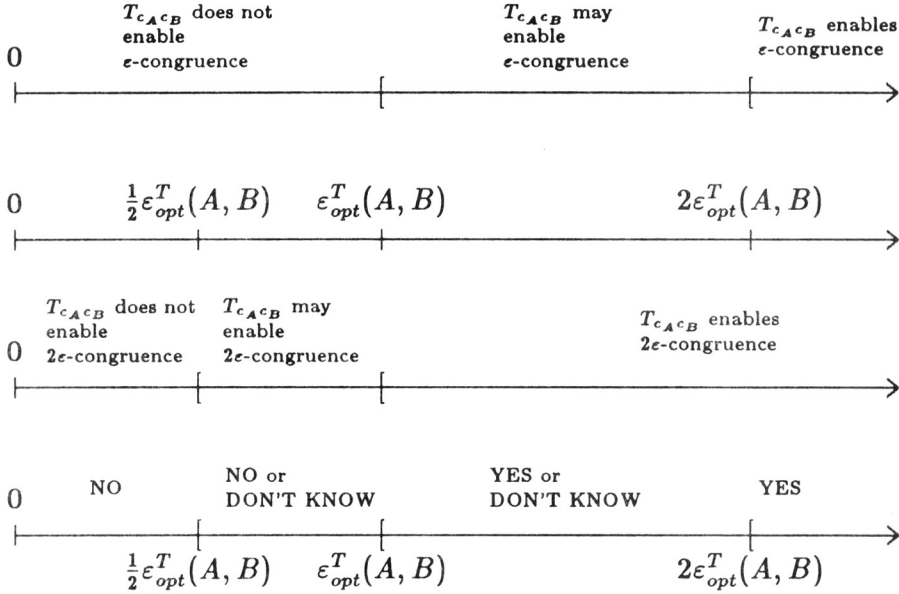 T_{c_A c_B} does not
enable
ε-congruence
T_{c_A c_B} may
enable
ε-congruence
T_{c_A c_B} enables
ε-congruence
0
0
½ε^T_{opt}(A, B)
ε^T_{opt}(A, B)
2ε^T_{opt}(A, B)
T_{c_A c_B} does not
enable
2ε-congruence
T_{c_A c_B} may
enable
2ε-congruence
T_{c_A c_B} enables
2ε-congruence
0
0
NO
NO or
DON'T KNOW
YES or
DON'T KNOW
YES
½ε^T_{opt}(A, B)
ε^T_{opt}(A, B)
2ε^T_{opt}(A, B)